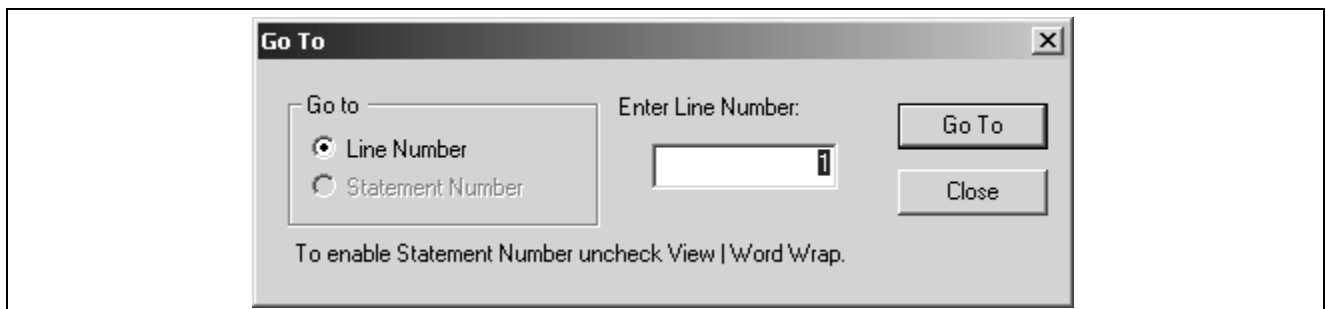 Go To
Go to
Line Number
Statement Number
Enter Line Number:
1
Go To
Close
To enable Statement Number uncheck View | Word Wrap.